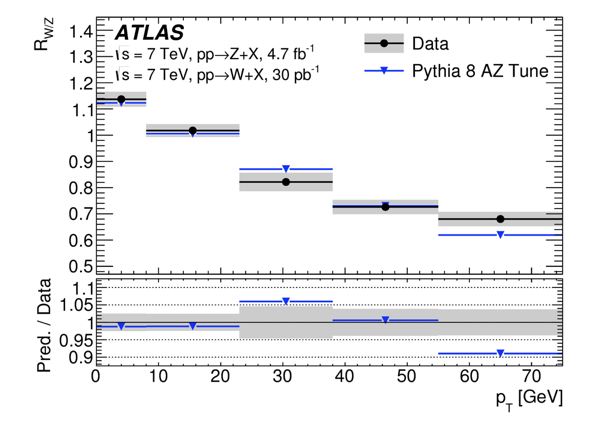 ATLAS
√s = 7 TeV, pp→Z+X, 4.7 fb⁻¹
√s = 7 TeV, pp→W+X, 30 pb⁻¹
Data
Pythia 8 AZ Tune
R_W/Z
1.4
1.3
1.2
1.1
1
0.9
0.8
0.7
0.6
0.5
Pred. / Data
1.1
1.05
1
0.95
0.9
0 10 20 30 40 50 60 70
p_T [GeV]